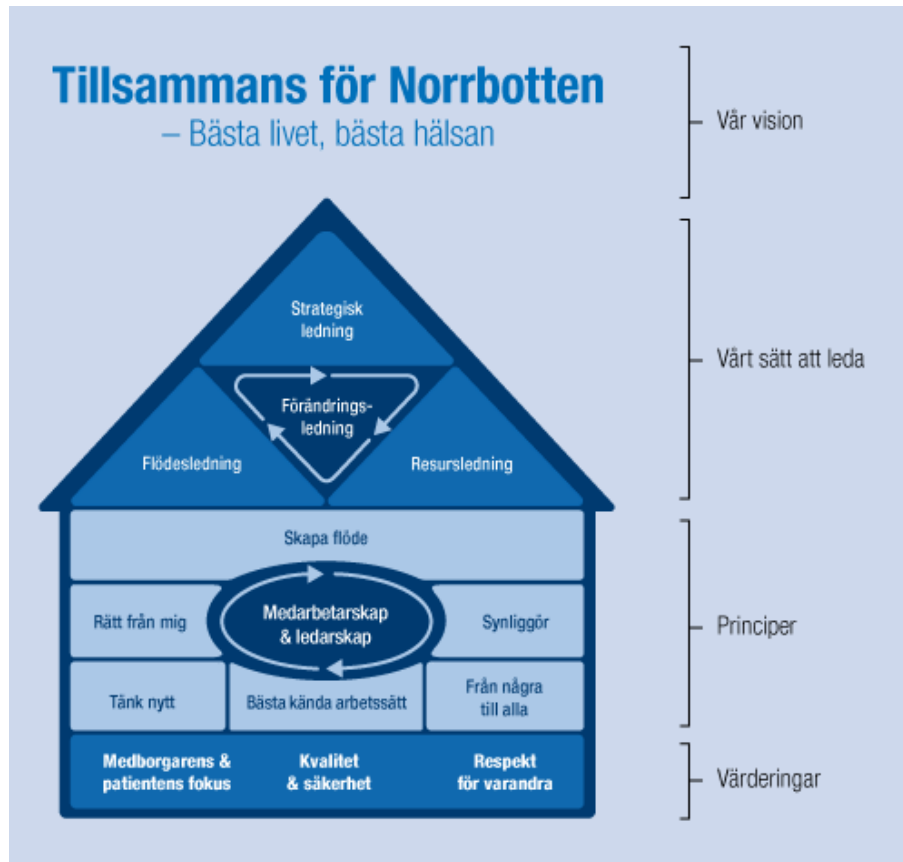 Tillsammans för Norrbotten
– Bästa livet, bästa hälsan
Vår vision
Strategisk
ledning
Förändrings-
ledning
Flödesledning
Resursledning
Vårt sätt att leda
Skapa flöde
Rätt från mig
Medarbetarskap
& ledarskap
Synliggör
Tänk nytt
Bästa kända arbetssätt
Från några
till alla
Principer
Medborgarens &
patientens fokus
Kvalitet
& säkerhet
Respekt
för varandra
Värderingar